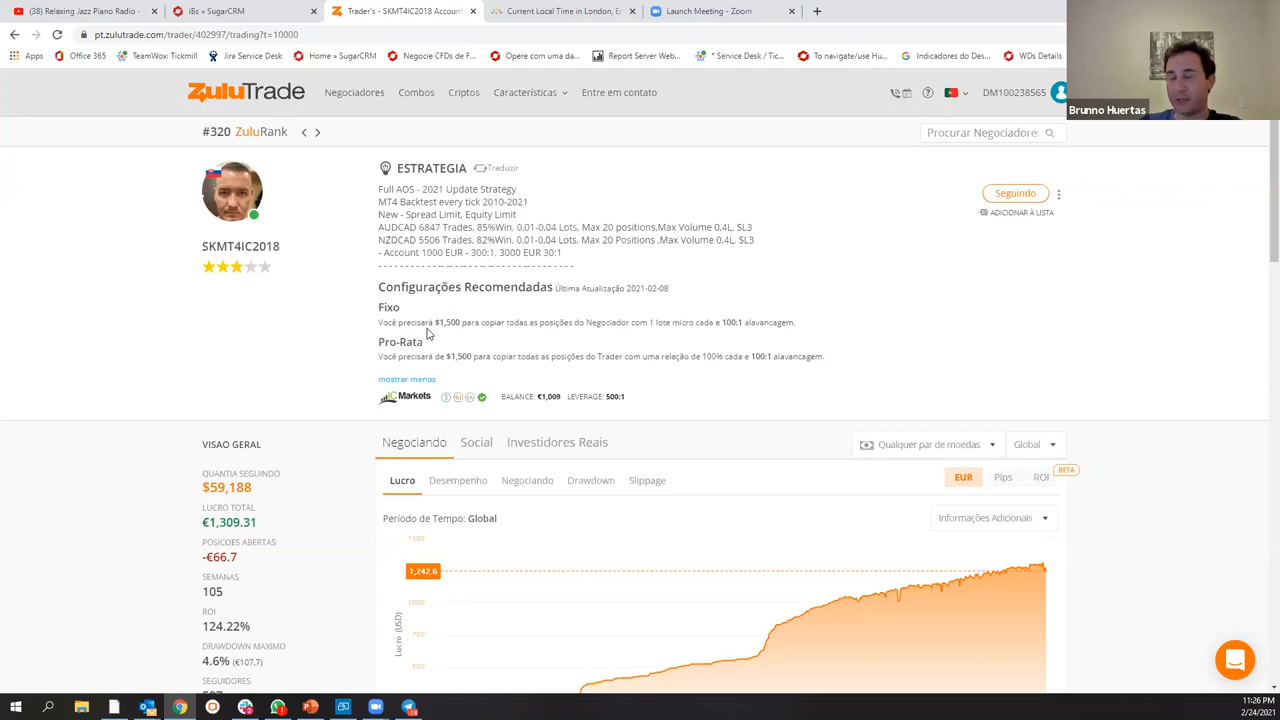 (38) Relaxing Jazz Piano Radio -
iBs » SugarCRM
Trader's - SKMT4IC2018 Accoun
Current Local Time in London, En
Launch Meeting - Zoom
pt.zulutrade.com/trader/402997/trading?t=10000
Apps
Office 365
TeamWox: Tickmill
Jira Service Desk
Home » SugarCRM
Negocie CFDs de F...
Opere com uma da...
Report Server Web...
* Service Desk / Tic...
To navigate/use Hu...
Indicadores do Des...
WDs Details
Brunno Huertas
ZuluTrade
Negociadores
Combos
Criptos
Características
Entre em contato
DM100238565
#320 ZuluRank
Procurar Negociadore
ESTRATEGIA
Traduzir
Full AOS - 2021 Update Strategy
MT4 Backtest every tick 2010-2021
New - Spread Limit, Equity Limit
AUDCAD 6847 Trades, 85%Win, 0,01-0,04 Lots, Max 20 positions,Max Volume 0,4L, SL3
NZDCAD 5506 Trades, 82%Win. 0,01-0,04 Lots, Max 20 Positions ,Max Volume 0,4L, SL3
- Account 1000 EUR - 300:1, 3000 EUR 30:1
Seguindo
ADICIONAR À LISTA
SKMT4IC2018
Configurações Recomendadas Última Atualização 2021-02-08
Fixo
Você precisará $1,500 para copiar todas as posições do Negociador com 1 lote micro cada e 100:1 alavancagem.
Pro-Rata
Você precisará de $1,500 para copiar todas as posições do Trader com uma relação de 100% cada e 100:1 alavancagem.
mostrar menos
IC Markets
BALANCE: €1,009
LEVERAGE: 500:1
VISAO GERAL
QUANTIA SEGUINDO
$59,188
LUCRO TOTAL
€1,309.31
POSICOES ABERTAS
-€66.7
SEMANAS
105
ROI
124.22%
DRAWDOWN MAXIMO
4.6% (€107.7)
SEGUIDORES
Negociando
Social
Investidores Reais
Qualquer par de moedas
Global
Lucro
Desempenho
Negociando
Drawdown
Slippage
EUR
Pips
ROI
BETA
Período de Tempo: Global
Informações Adicionais
1500
1,242.6
1000
750
500
Lucro (USD)
11:26 PM
2/24/2021